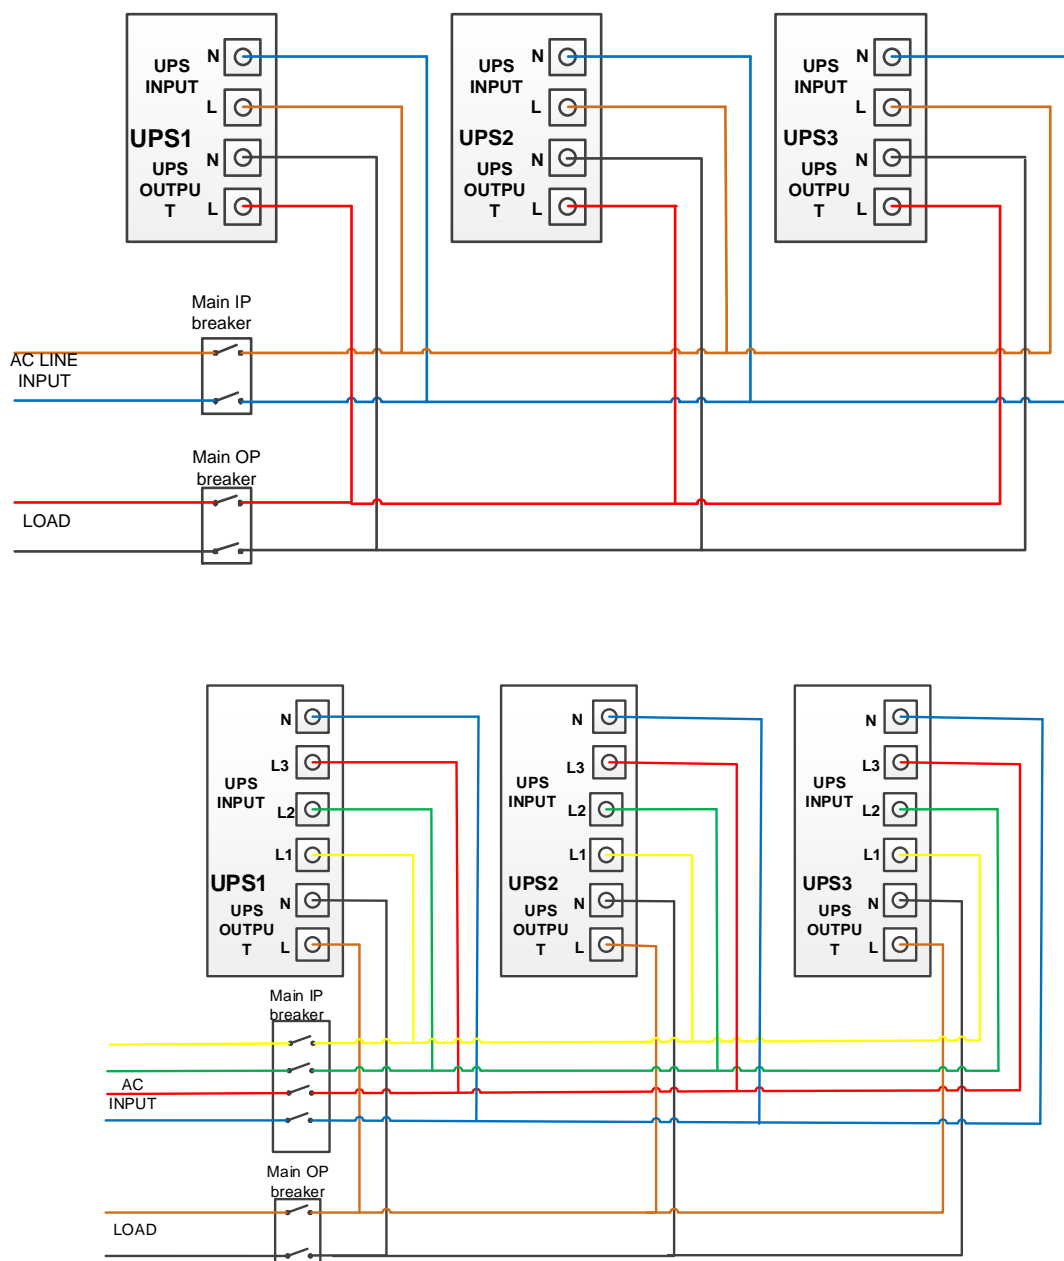 UPS
INPUT
N
L
UPS1
N
UPS
OUTPU
T
L
UPS
INPUT
N
L
UPS2
N
UPS
OUTPU
T
L
UPS
INPUT
N
L
UPS3
N
UPS
OUTPU
T
L
Main IP
breaker
AC LINE
INPUT
Main OP
breaker
LOAD
N
L3
UPS
INPUT
L2
L1
UPS1
N
UPS
OUTPU
T
L
N
L3
UPS
INPUT
L2
L1
UPS2
N
UPS
OUTPU
T
L
N
L3
UPS
INPUT
L2
L1
UPS3
N
UPS
OUTPU
T
L
Main IP
breaker
AC
INPUT
Main OP
breaker
LOAD